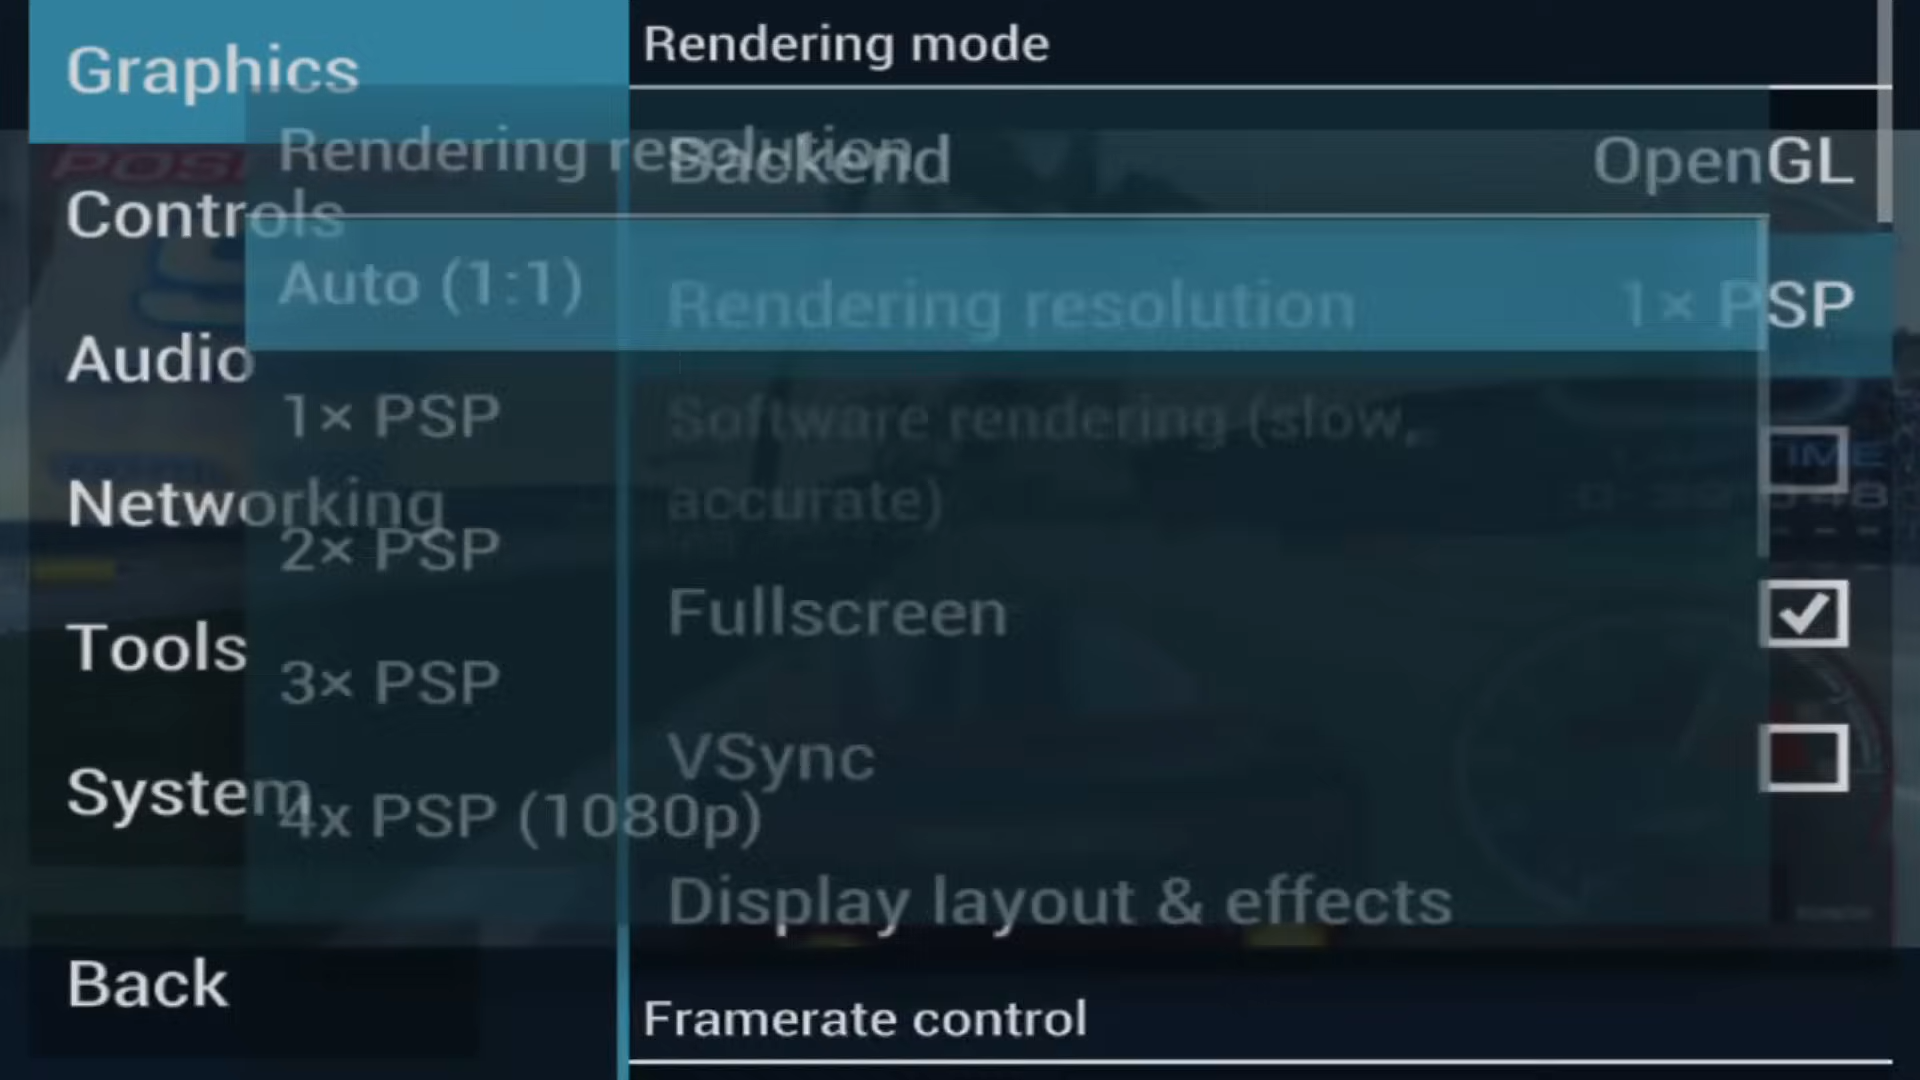 Graphics
Controls
Audio
Networking
Tools
System
Back
Rendering resolution
Auto (1:1)
1× PSP
2× PSP
3× PSP
4x PSP (1080p)
Rendering mode
Backend OpenGL
Rendering resolution 1× PSP
Software rendering (slow,
accurate)
Fullscreen
VSync
Display layout & effects
Framerate control
TIME